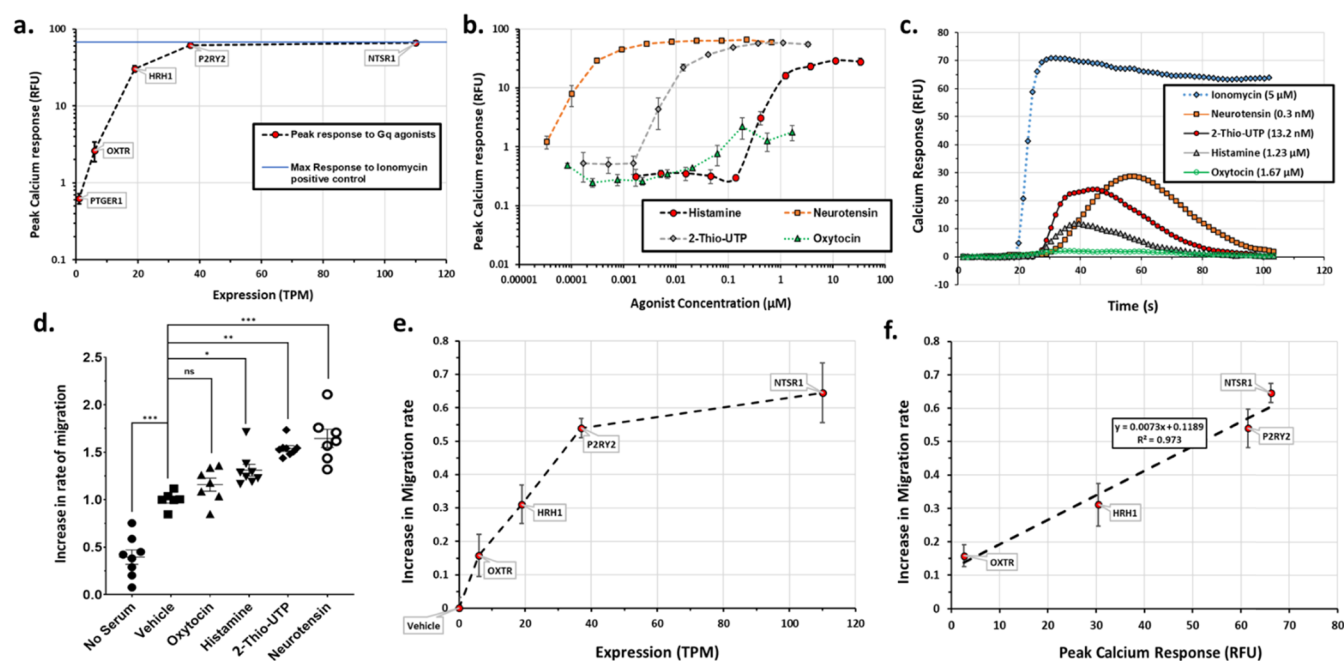 a.
Peak Calcium response (RFU)
100
10
1
0.1
0
20
40
60
80
100
120
Expression (TPM)
PTGER1
OXTR
HRH1
P2RY2
NTSR1
Peak response to Gq agonists
Max Response to Ionomycin
positive control
b.
Peak Calcium response (RFU)
100
10
1
0.1
0.01
0.00001
0.0001
0.001
0.01
0.1
1
10
100
Agonist Concentration (µM)
Histamine
Neurotensin
2-Thio-UTP
Oxytocin
c.
Calcium Response (RFU)
80
70
60
50
40
30
20
10
0
-10
0
20
40
60
80
100
120
Time (s)
Ionomycin (5 µM)
Neurotensin (0.3 nM)
2-Thio-UTP (13.2 nM)
Histamine (1.23 µM)
Oxytocin (1.67 µM)
d.
Increase in rate of migration
2.5
2.0
1.5
1.0
0.5
0.0
***
ns
*
**
***
No Serum
Vehicle
Oxytocin
Histamine
2-Thio-UTP
Neurotensin
e.
Increase in Migration rate
0.8
0.7
0.6
0.5
0.4
0.3
0.2
0.1
0
0
20
40
60
80
100
120
Expression (TPM)
Vehicle
OXTR
HRH1
P2RY2
NTSR1
f.
Increase in Migration rate
0.8
0.7
0.6
0.5
0.4
0.3
0.2
0.1
0
0
10
20
30
40
50
60
70
80
Peak Calcium Response (RFU)
OXTR
HRH1
P2RY2
NTSR1
y = 0.0073x + 0.1189
R² = 0.973